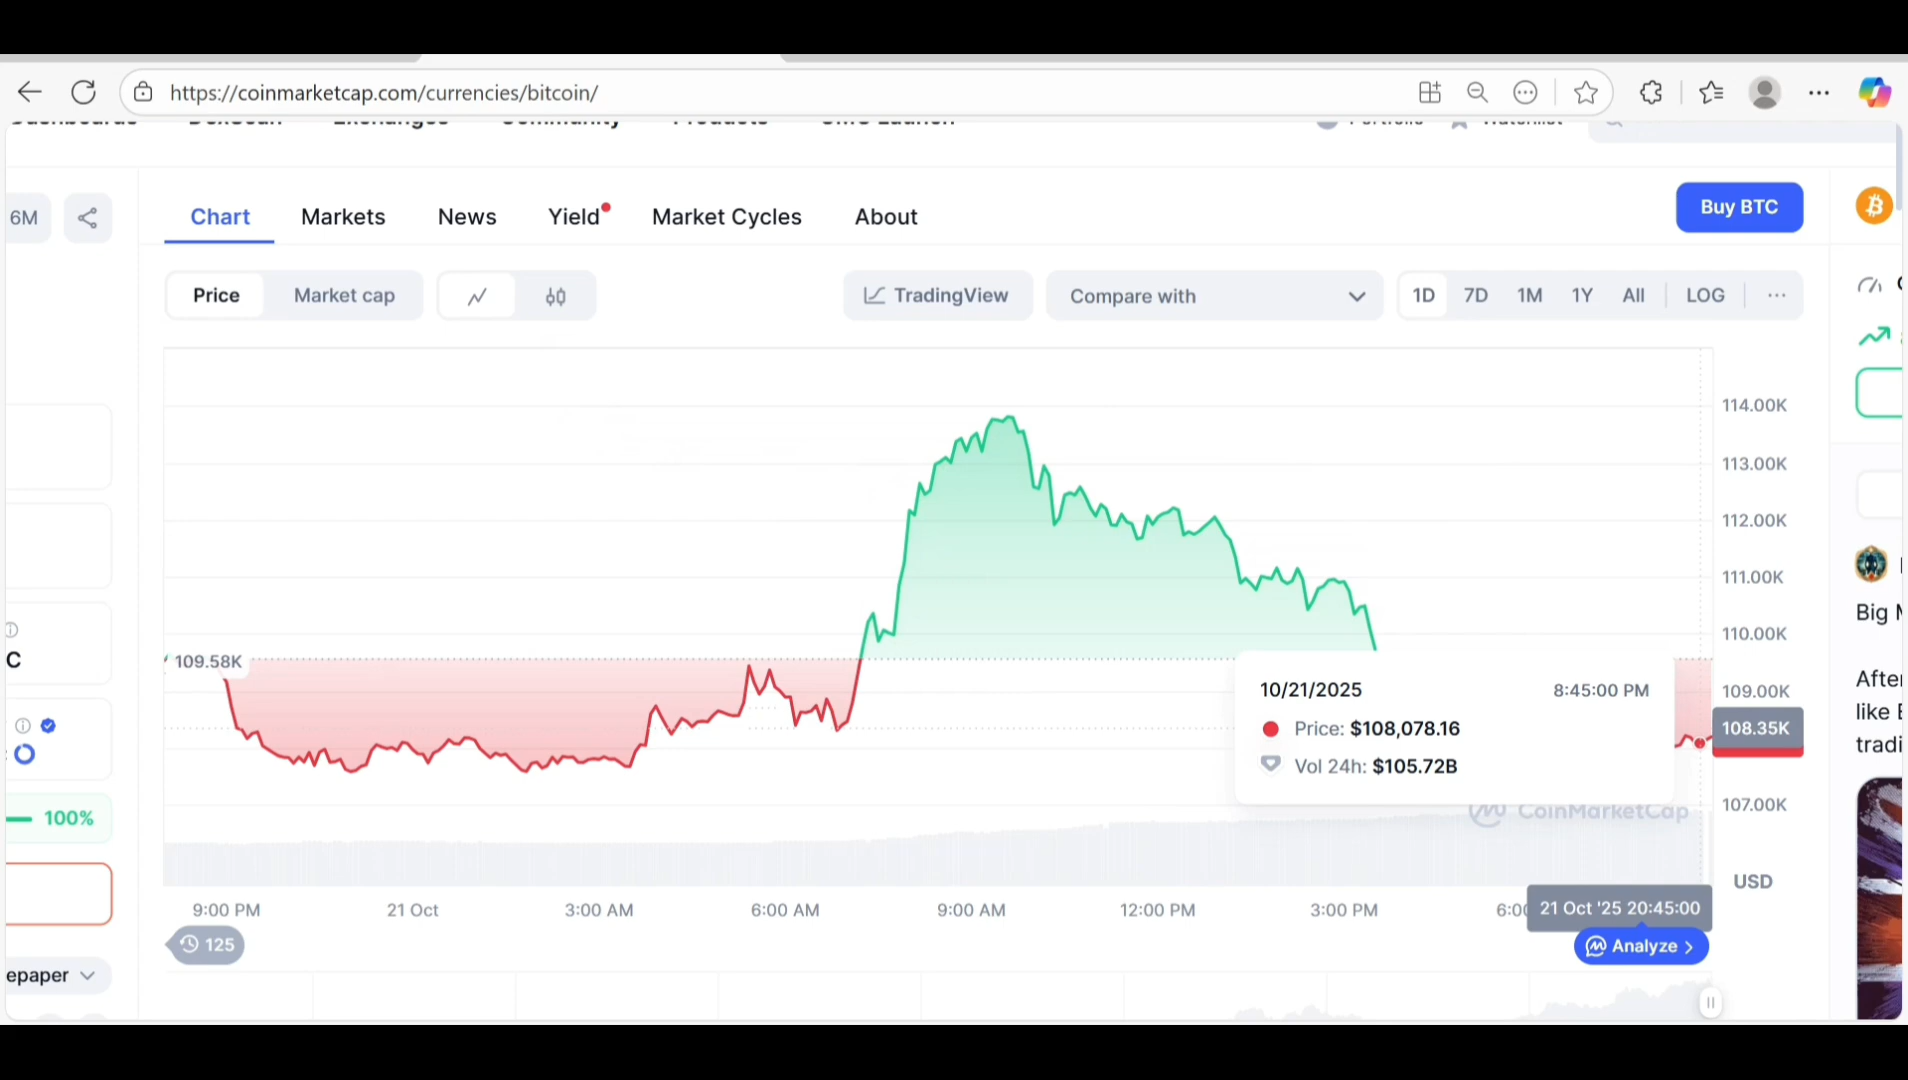 https://coinmarketcap.com/currencies/bitcoin/
6M
Chart Markets News Yield Market Cycles About
Buy BTC
Price Market cap
TradingView
Compare with
1D 7D 1M 1Y All LOG ...
114.00K
113.00K
112.00K
111.00K
110.00K
109.58K
109.00K
108.35K
107.00K
10/21/2025 8:45:00 PM
Price: $108,078.16
Vol 24h: $105.72B
CoinMarketCap
USD
9:00 PM 21 Oct 3:00 AM 6:00 AM 9:00 AM 12:00 PM 3:00 PM
21 Oct '25 20:45:00
125
Analyze >
C
100%
epaper
Big
After
like
tradi